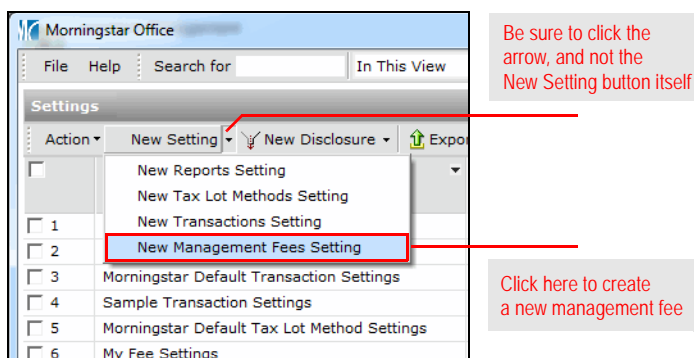 Morningstar Office
File Help Search for In This View
Settings
Action New Setting New Disclosure Expo
New Reports Setting
New Tax Lot Methods Setting
New Transactions Setting
New Management Fees Setting
1
2
3 Morningstar Default Transaction Settings
4 Sample Transaction Settings
5 Morningstar Default Tax Lot Method Settings
6 My Fee Settings
Be sure to click the
arrow, and not the
New Setting button itself
Click here to create
a new management fee